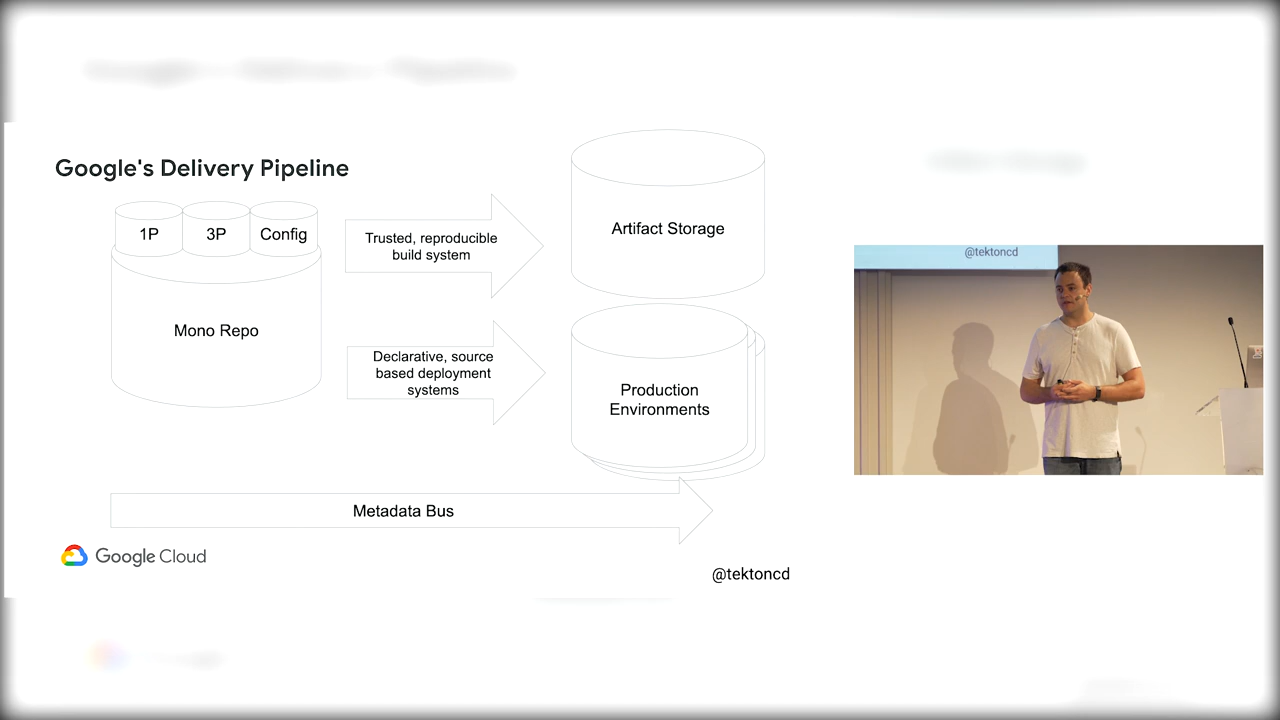 Google's Delivery Pipeline
1P
3P
Config
Mono Repo
Trusted, reproducible
build system
Declarative, source
based deployment
systems
Artifact Storage
Production
Environments
Metadata Bus
Google Cloud
@tektoncd
@tektoncd